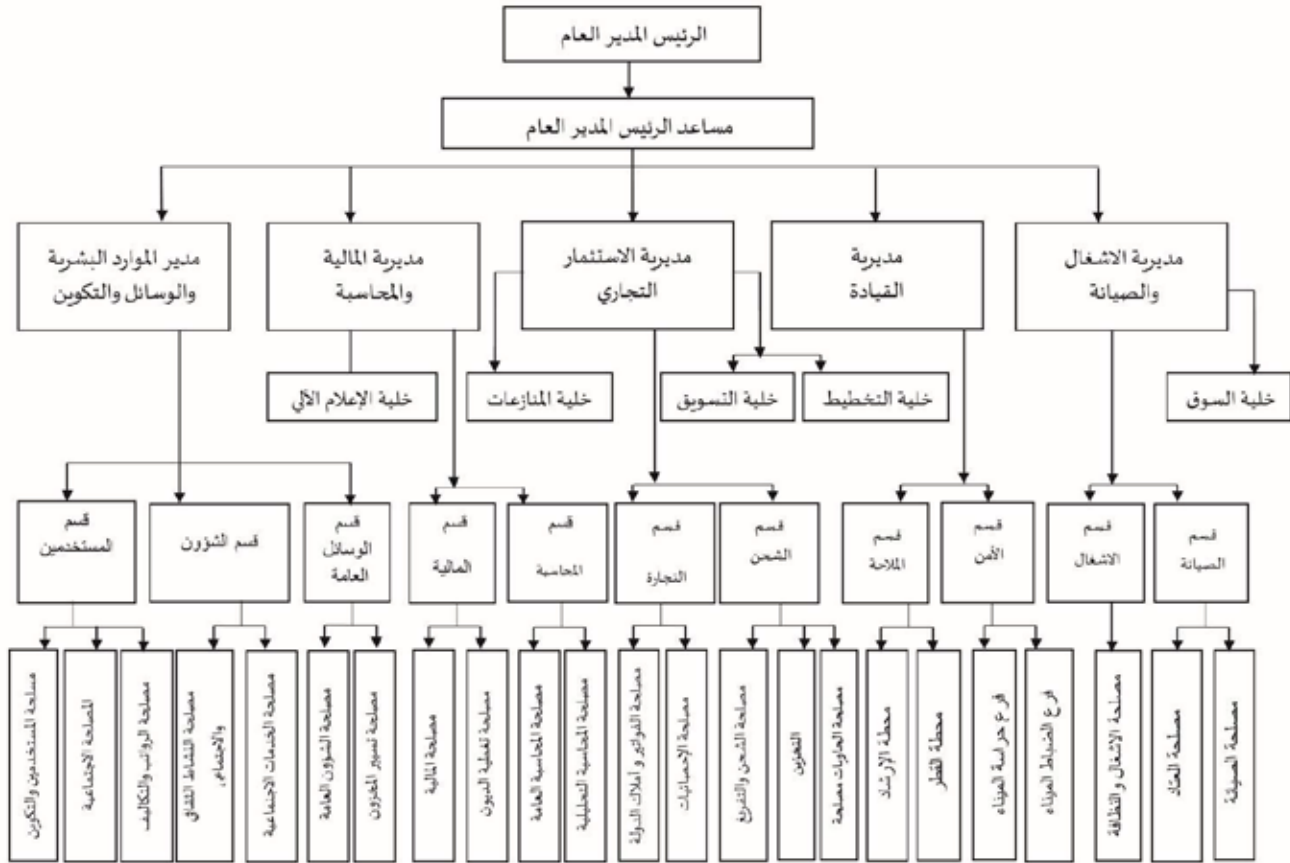 الرئيس المدير العام
مساعد الرئيس المدير العام
مديرية الاشغال
والصيانة
مديرية
القيادة
مديرية الاستثمار
التجاري
مديرية المالية
والمحاسبة
مدير الموارد البشرية
والوسائل والتكوين
خلية السوق
خلية التخطيط
خلية التسويق
خلية المنازعات
خلية الإعلام الآلي
قسم
الصيانة
قسم
الاشغال
قسم
الأمن
قسم
الملاحة
قسم
الشحن
قسم
التجارة
قسم
المحاسبة
قسم
المالية
قسم
الوسائل
العامة
قسم الشؤون
قسم
المستخدمين
مصلحة الصيانة
مصلحة العتاد
مصلحة الإشغال والنظافة
فرع الضباط الميناء
فرع حراسة الميناء
محطة القطر
محطة الإرشاد
مصلحة الحاويات مصلحة
التخزين
مصلحة الشحن والتفريغ
مصلحة الإحصائيات
مصلحة الفواتير و أملاك الدولة
مصلحة المحاسبة التحليلية
مصلحة المحاسبة العامة
مصلحة تغطية الديون
مصلحة المالية
مصلحة تسيير المخزون
مصلحة الشؤون العامة
مصلحة الخدمات الاجتماعية
مصلحة النشاط الثقافي
والاجتماعي
مصلحة الرواتب والتكاليف
المصلحة الاجتماعية
مسلحة المستخدمين والتكوين